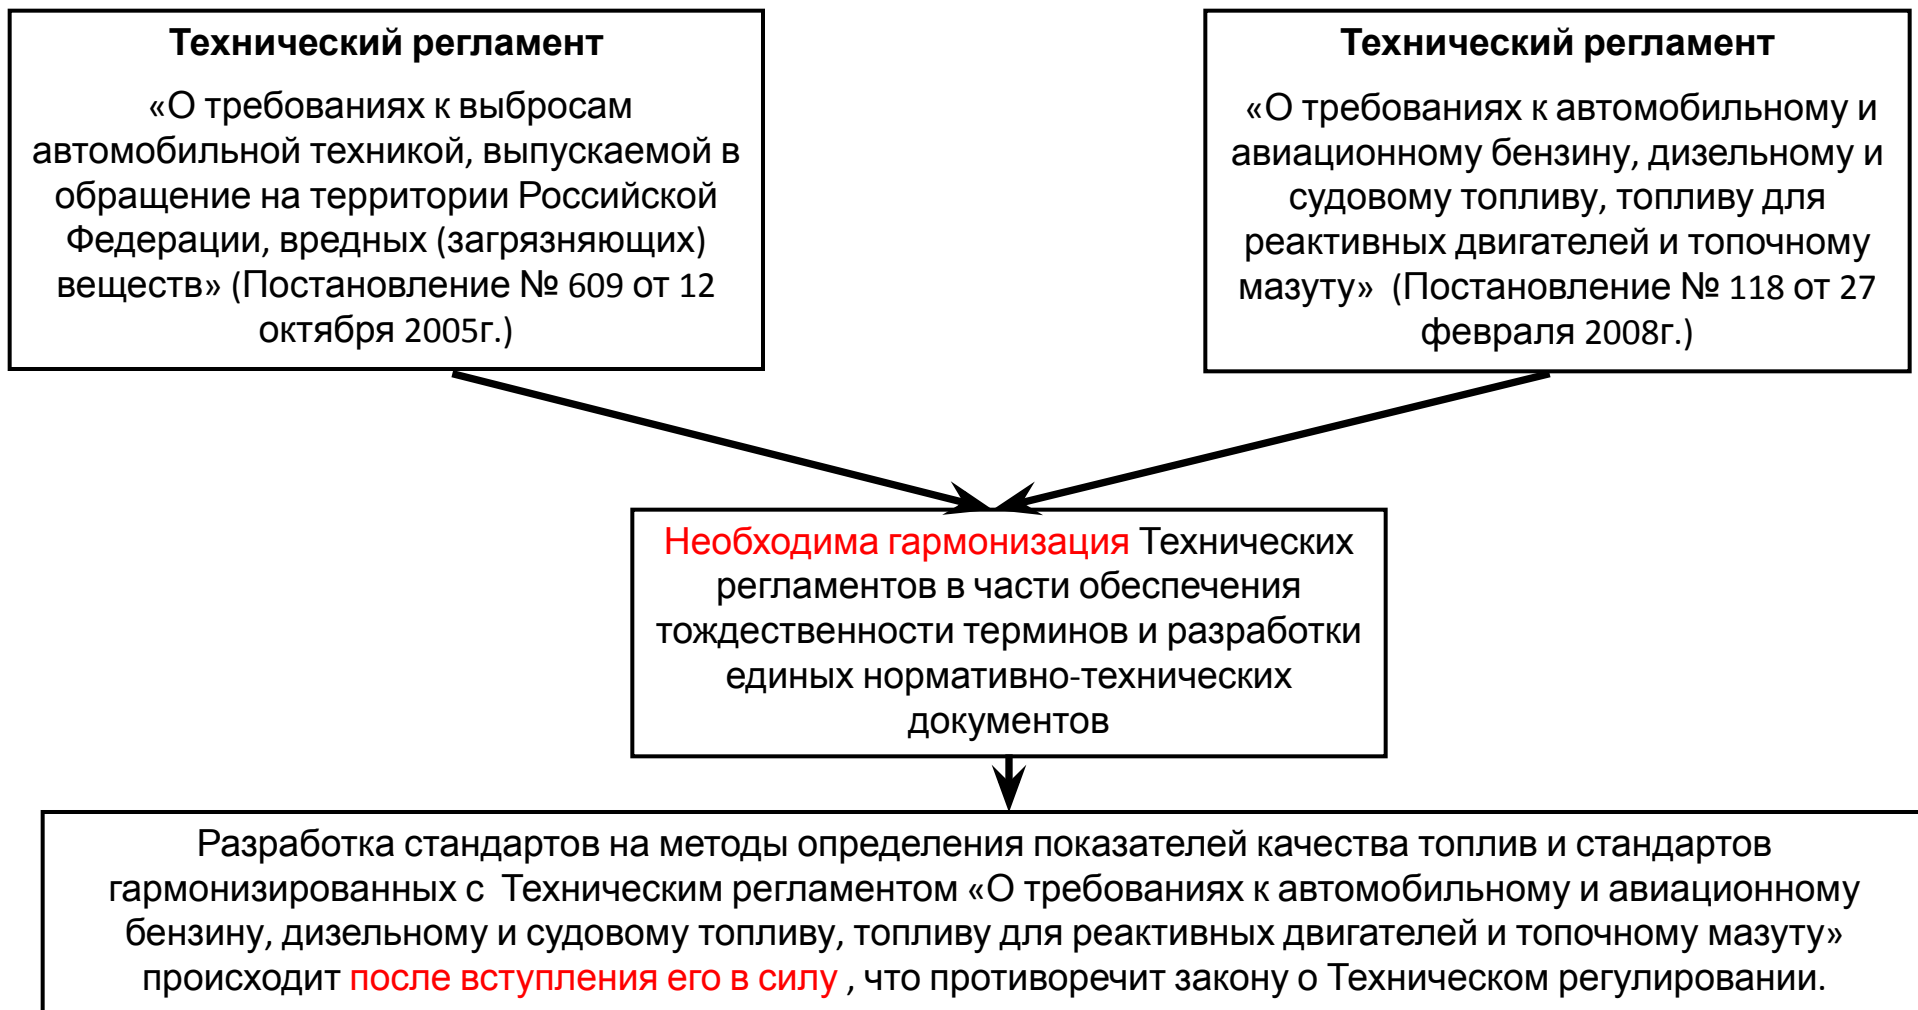 Технический регламент
«О требованиях к выбросам
автомобильной техникой, выпускаемой в
обращение на территории Российской
Федерации, вредных (загрязняющих)
веществ» (Постановление № 609 от 12
октября 2005г.)
Технический регламент
«О требованиях к автомобильному и
авиационному бензину, дизельному и
судовому топливу, топливу для
реактивных двигателей и топочному
мазуту»  (Постановление № 118 от 27
февраля 2008г.)
Необходима гармонизация Технических
регламентов в части обеспечения
тождественности терминов и разработки
единых нормативно-технических
документов
Разработка стандартов на методы определения показателей качества топлив и стандартов
гармонизированных с  Техническим регламентом «О требованиях к автомобильному и авиационному
бензину, дизельному и судовому топливу, топливу для реактивных двигателей и топочному мазуту»
происходит после вступления его в силу , что противоречит закону о Техническом регулировании.